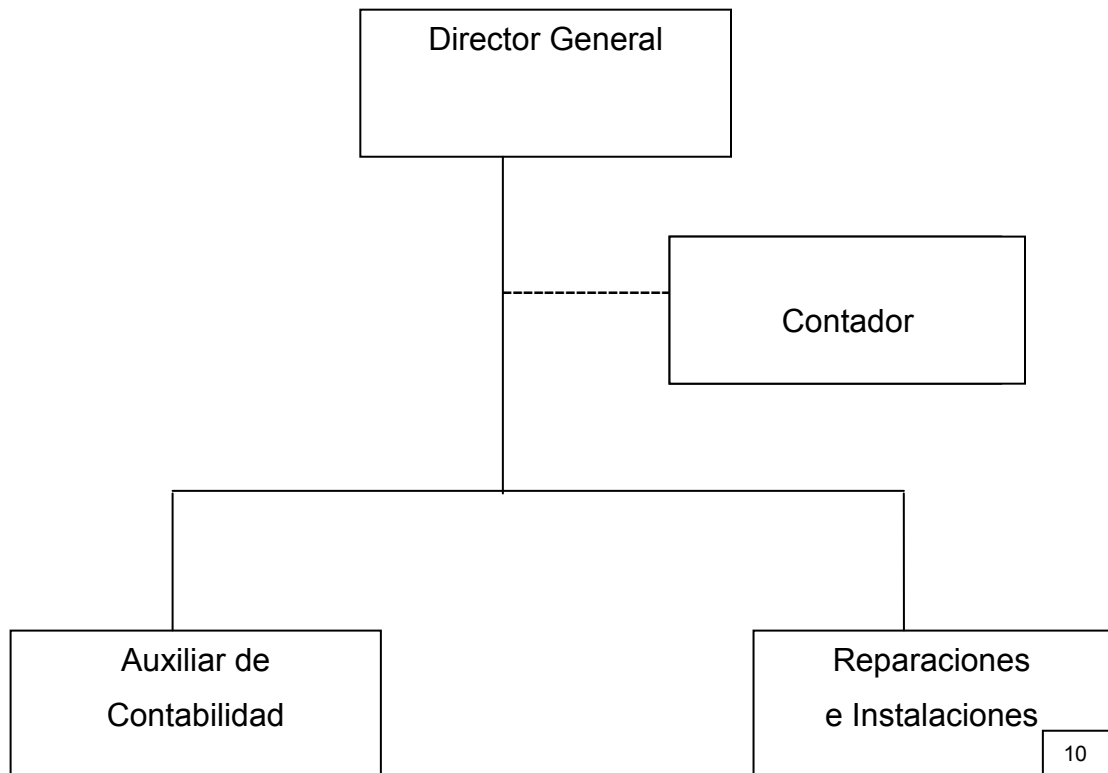 Director General
Contador
Auxiliar de
Contabilidad
Reparaciones
e Instalaciones
10